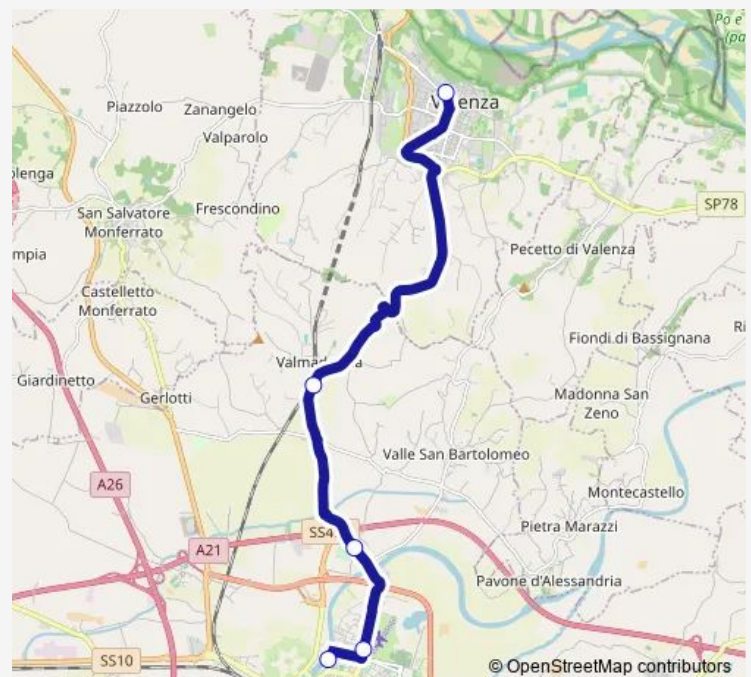 Po e
(pa
Piazzolo
Zanangelo
Valparolo
Valenza
olenga
San Salvatore
Monferrato
Frescondino
SP78
mpia
Pecetto di Valenza
Castelletto
Monferrato
Fiondi di Bassignana
Ri
Giardinetto
Gerlotti
Madonna San
Zeno
Valle San Bartolomeo
A26
Montecastello
SS4
Pietra Marazzi
A21
Pavone d'Alessandria
SS10
© OpenStreetMap contributors